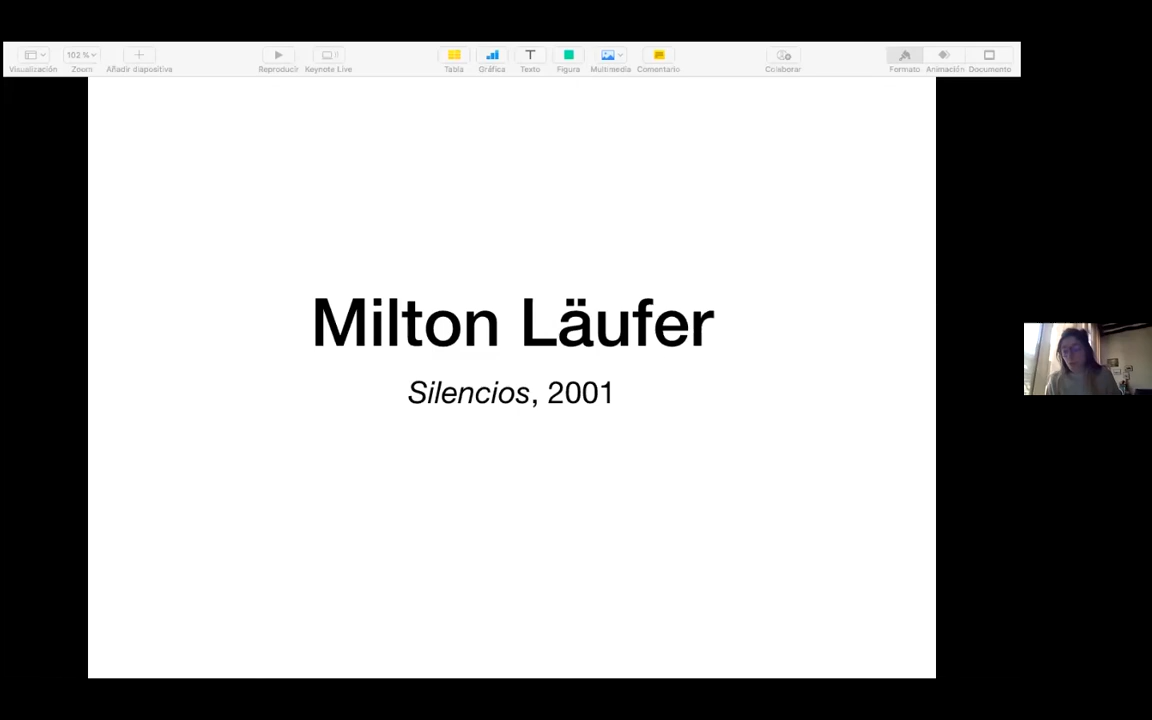 102 %
Visualización Zoom Añadir diapositiva Reproducir Keynote Live Tabla Gráfica Texto Figura Multimedia Comentario Colaborar Formato Animación Documento
Milton Läufer
Silencios, 2001